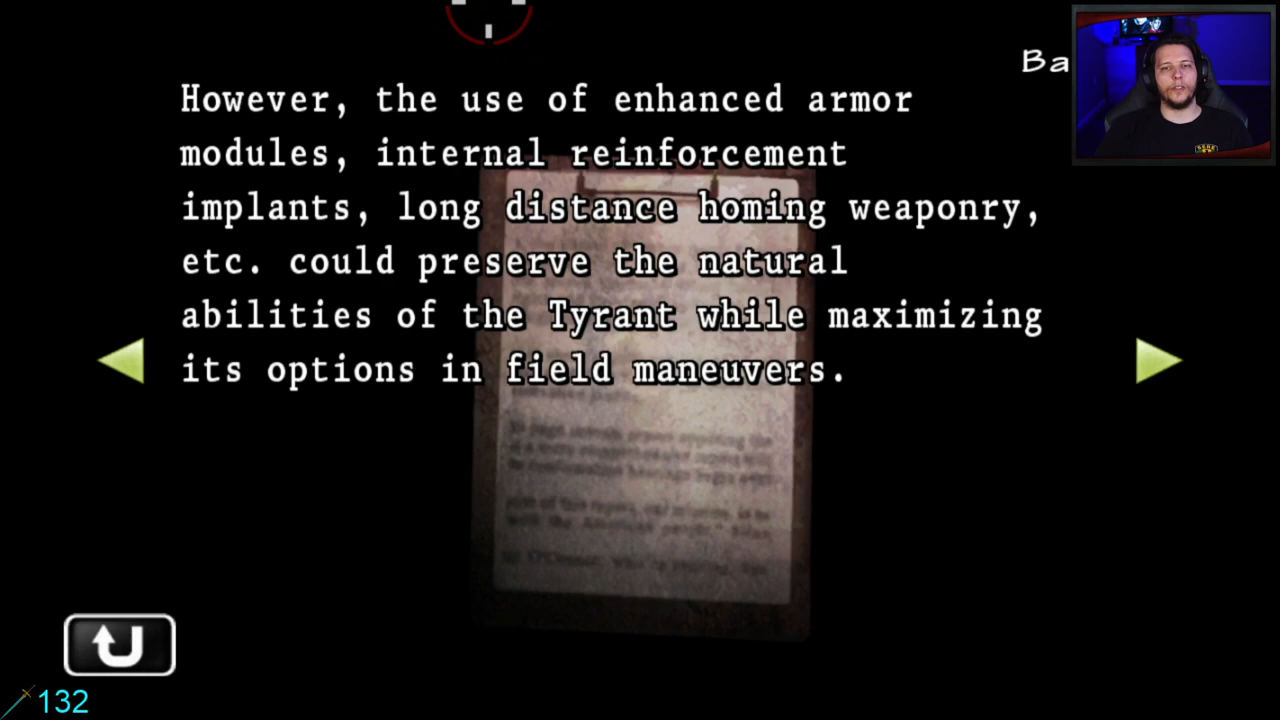 Ba
However, the use of enhanced armor
modules, internal reinforcement
implants, long distance homing weaponry,
etc. could preserve the natural
abilities of the Tyrant while maximizing
its options in field maneuvers.
132